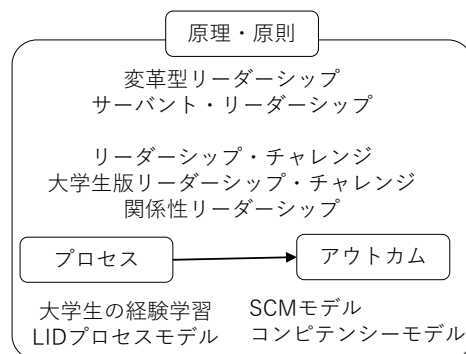 原理・原則
変革型リーダーシップ
サーバント・リーダーシップ
リーダーシップ・チャレンジ
大学生版リーダーシップ・チャレンジ
関係性リーダーシップ
プロセス
アウトカム
大学生の経験学習
LIDプロセスモデル
SCMモデル
コンピテンシーモデル